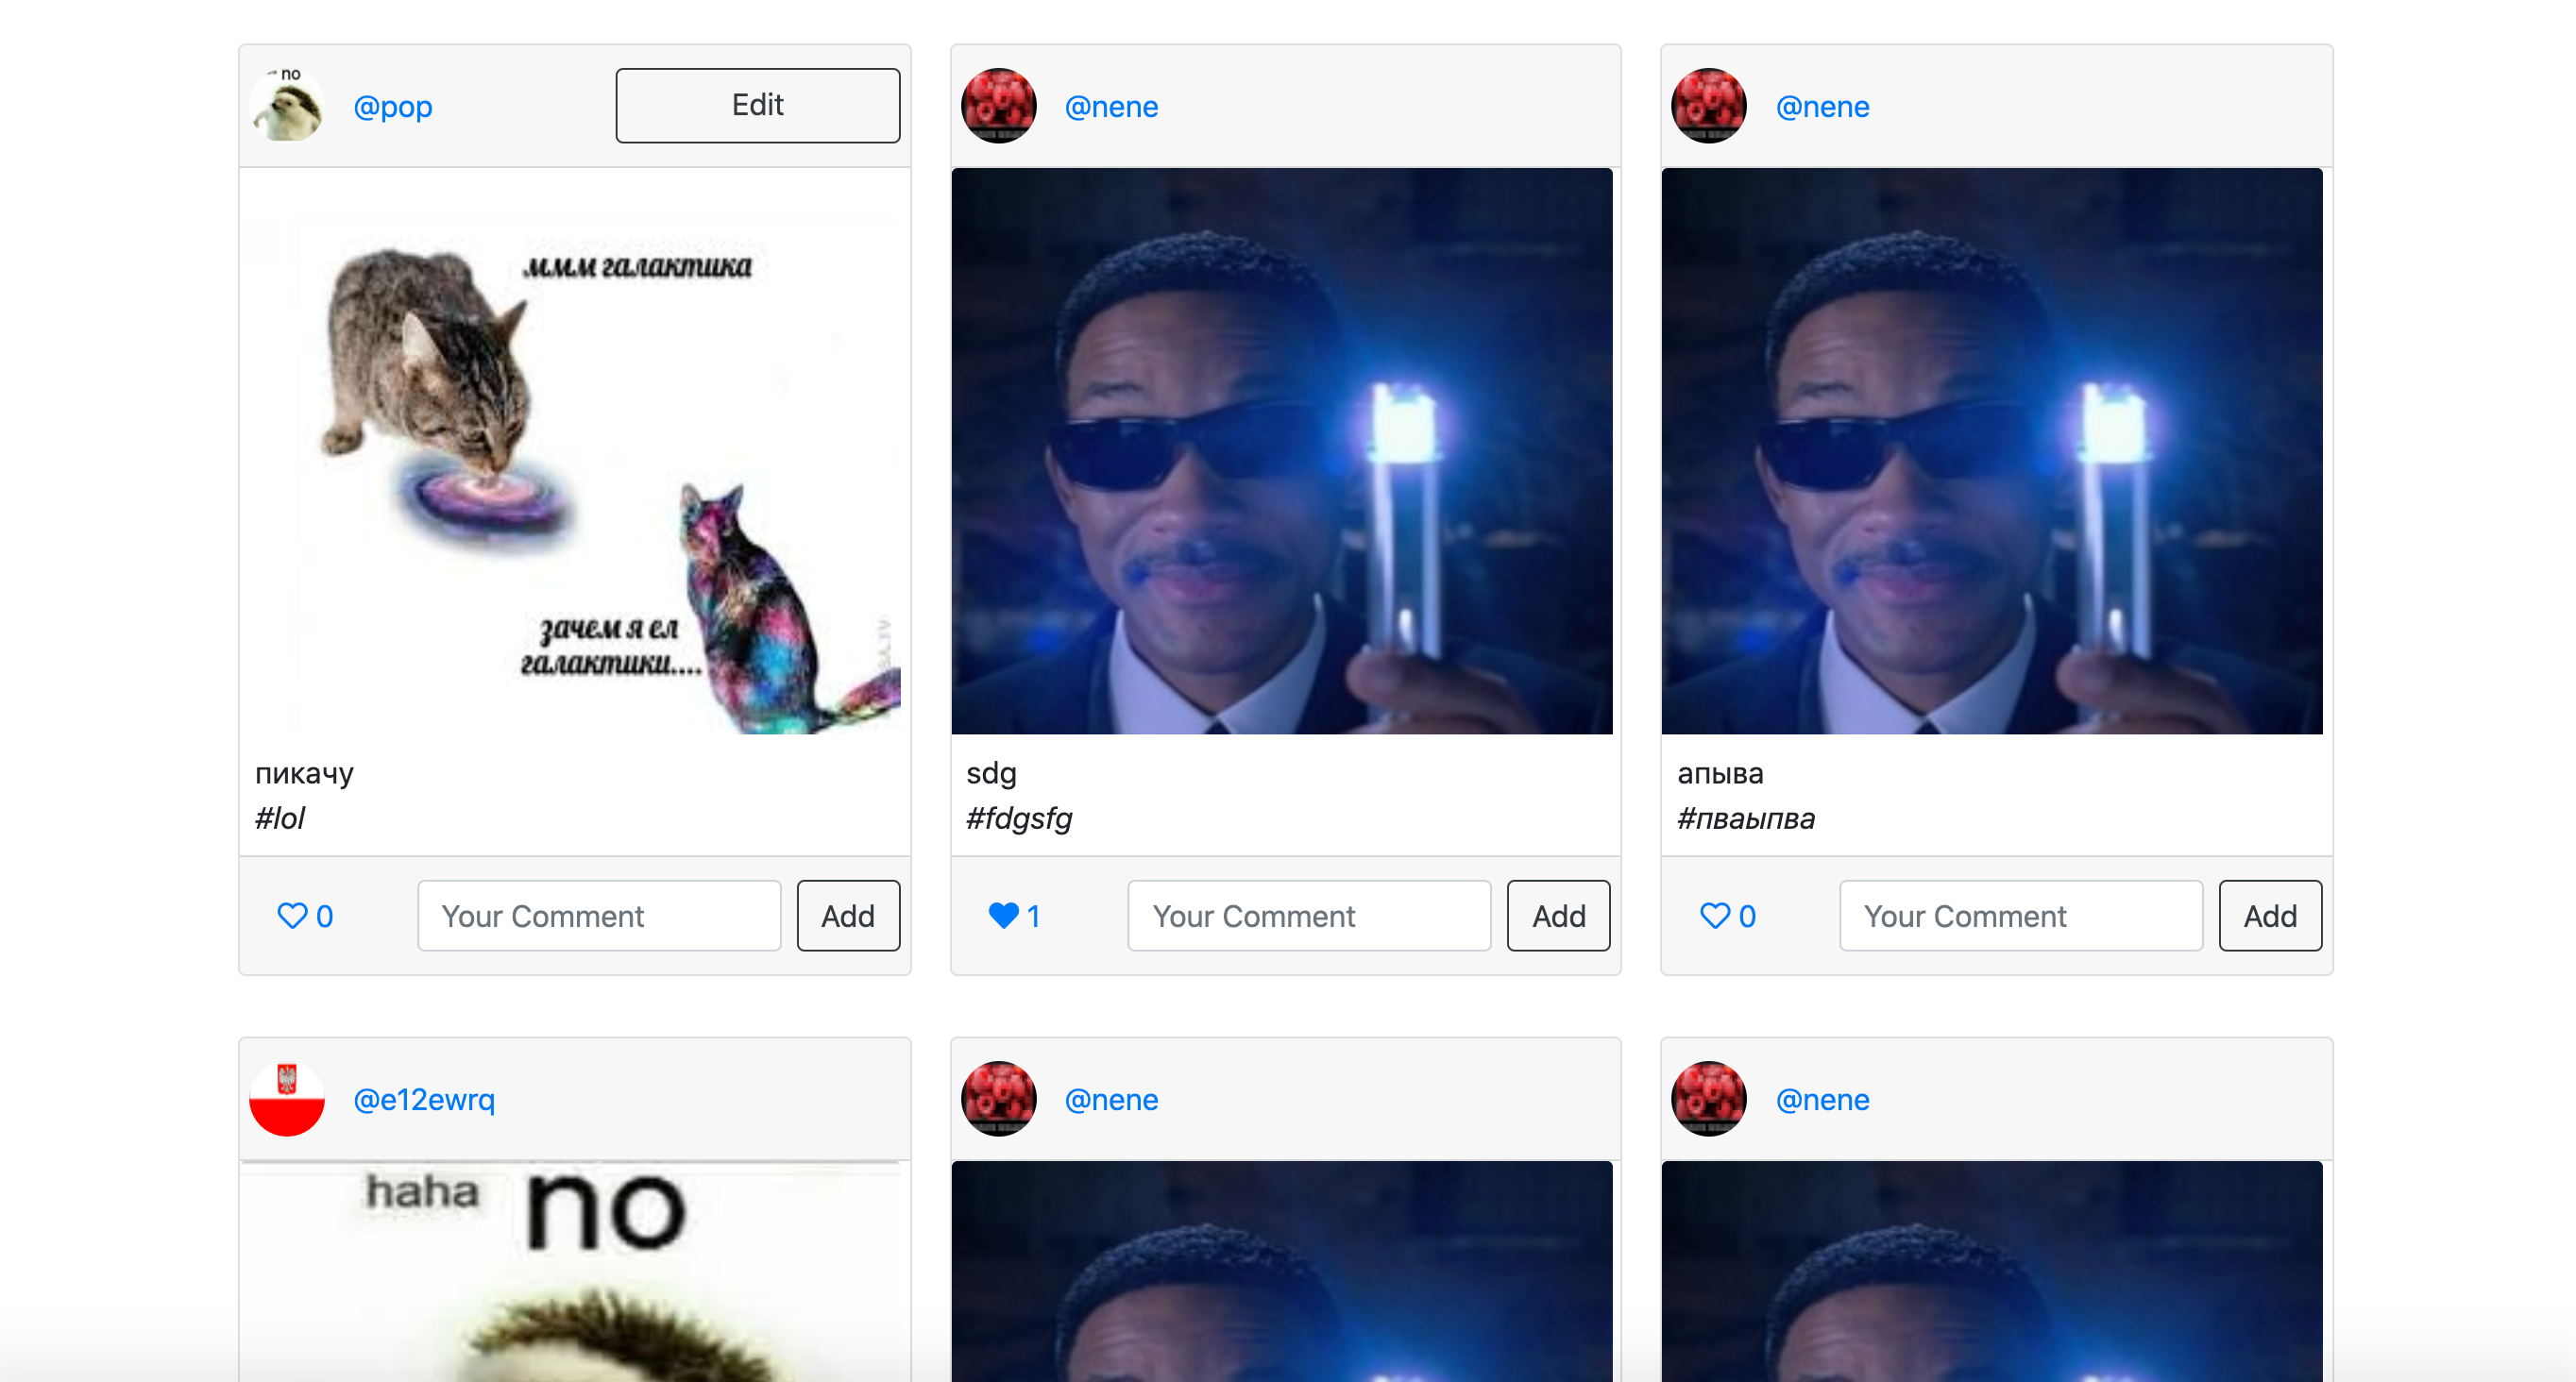 no
@pop
Edit
ммм галактика
зачем я ел
галактики....
пикачу
#lol
0
Your Comment
Add
@nene
sdg
#fdgsfg
1
Your Comment
Add
@nene
апыва
#пваыпва
0
Your Comment
Add
@e12ewrq
haha no
@nene
@nene